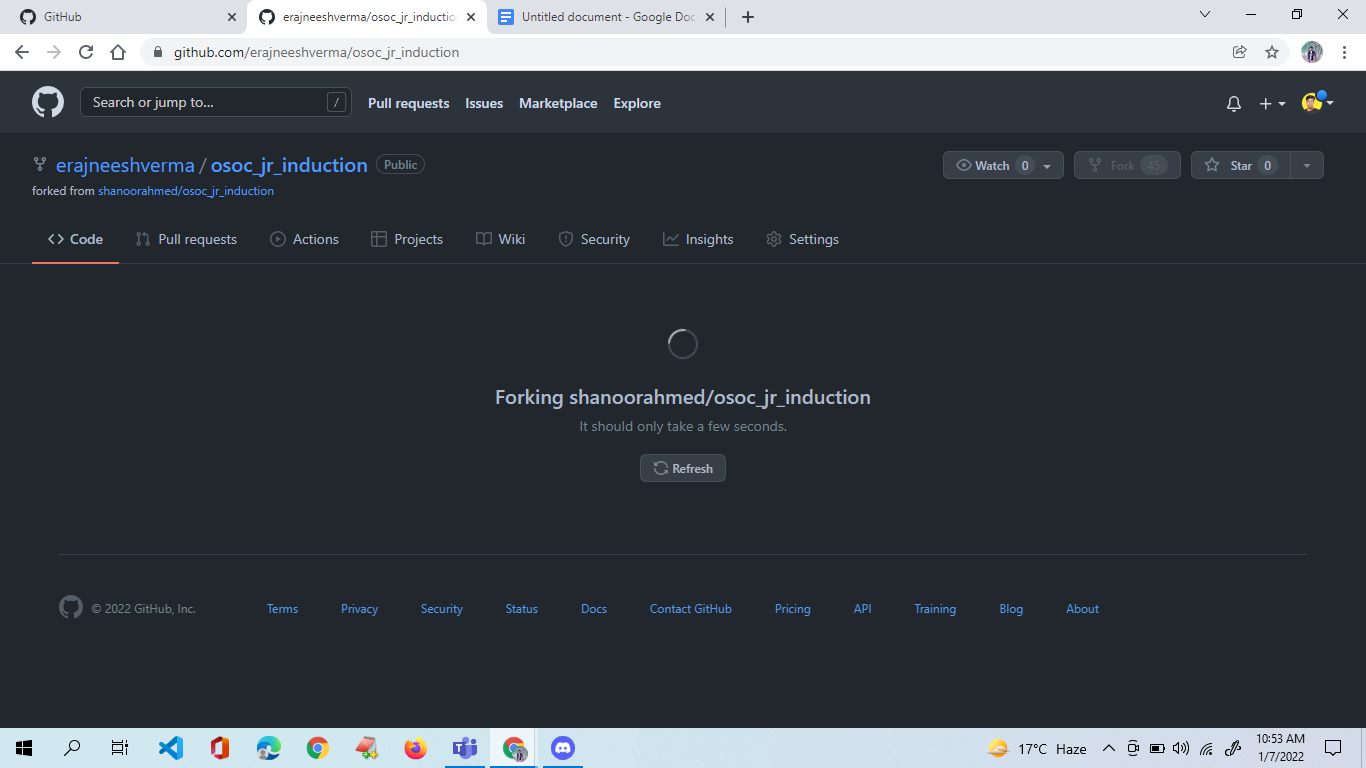 GitHub
erajneeshverma/osoc_jr_inductio
Untitled document - Google Doc
github.com/erajneeshverma/osoc_jr_induction
Search or jump to...
/
Pull requests
Issues
Marketplace
Explore
erajneeshverma / osoc_jr_induction
Public
Watch 0
Fork 45
Star 0
forked from shanoorahmed/osoc_jr_induction
Code
Pull requests
Actions
Projects
Wiki
Security
Insights
Settings
Forking shanoorahmed/osoc_jr_induction
It should only take a few seconds.
Refresh
© 2022 GitHub, Inc.
Terms
Privacy
Security
Status
Docs
Contact GitHub
Pricing
API
Training
Blog
About
17°C Haze
10:53 AM
1/7/2022